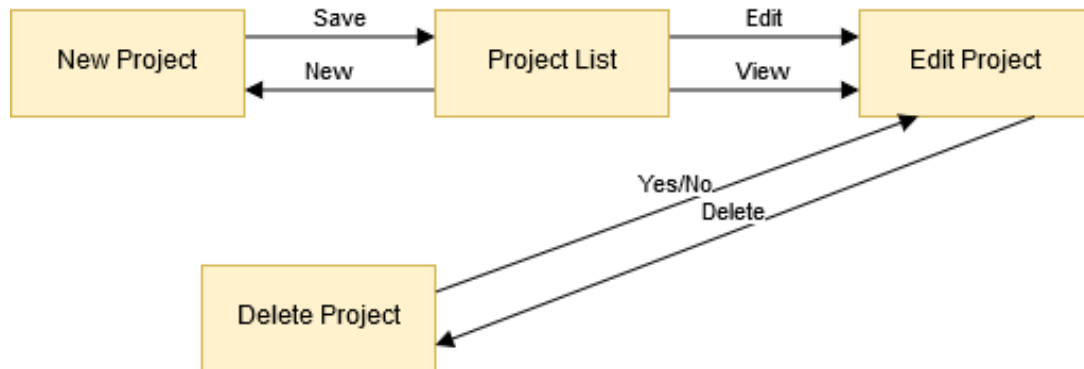 Save
Edit
New Project
Project List
Edit Project
New
View
Yes/No
Delete
Delete Project